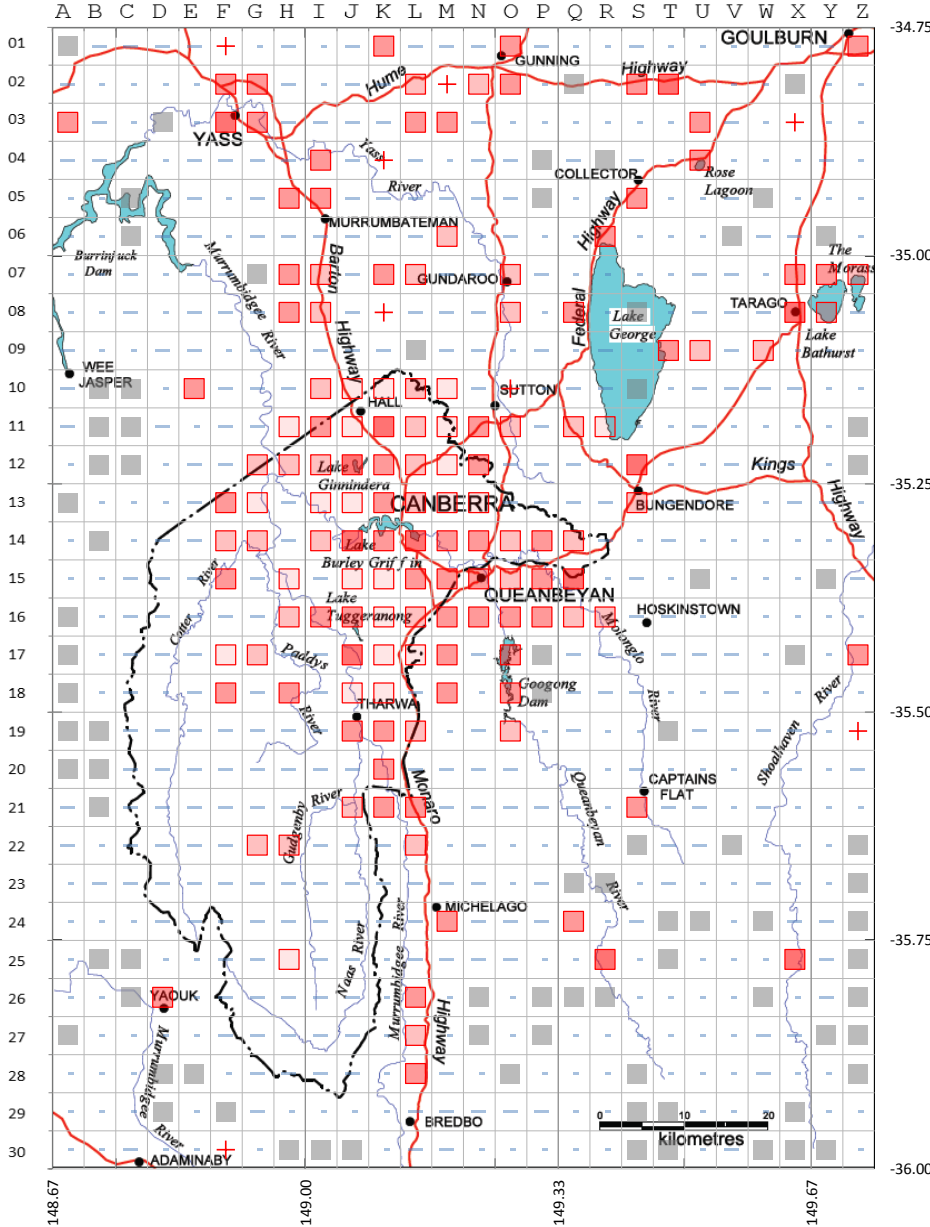 A B C D E F G H I J K L M N O P Q R S T U V W X Y Z
-34.75
01
GOULBURN
GUNNING
02
Hume
Highway
03
YASS
04
Yass
COLLECTOR
Rose
Lagoon
River
05
MURRUMBATEMAN
Highway
06
Burrinjuck
Dam
Murrumbidgee
River
Barton
Highway
The
Morass
-35.00
07
GUNDAROO
08
TARAGO
Federal
Lake
George
Lake
Bathurst
09
WEE
JASPER
10
SUTTON
HALL
11
12
Lake
Ginnindera
Kings
Highway
-35.25
13
CANBERRA
BUNGENDORE
14
Lake
Burley Griffin
15
QUEANBEYAN
Cotter
River
Lake
Tuggeranong
HOSKINSTOWN
16
Molonglo
River
17
Paddys
River
18
Googong
Dam
THARWA
-35.50
19
Shoalhaven
River
20
Monaro
CAPTAINS
FLAT
21
Gudgenby
River
Queanbeyan
River
22
23
24
MICHELAGO
-35.75
25
Naas
River
Murrumbidgee
River
26
YAOUK
Highway
27
Murrumbidgee
River
28
29
BREDBO
0 10 20
kilometres
30
ADAMINABY
-36.00
148.67
149.00
149.33
149.67